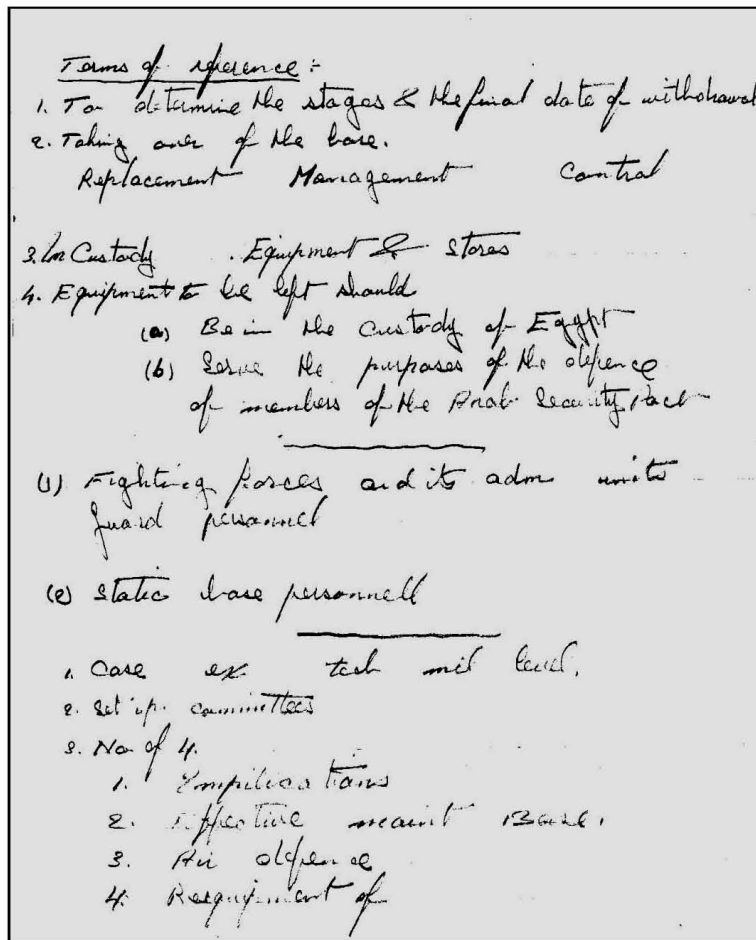 Terms of reference :-
1. To determine the stages & the final date of withdrawal
2. Taking over of the base.
Replacement Management Control
3. In Custody . Equipment & Stores
4. Equipment to be left should
(a) Be in the Custody of Egypt
(b) Serve the purposes of the defence
of members of the Arab Security Pact
(1) Fighting forces and its adm units
guard personnel
(2) Static base personnell
1. Case ex tech mil level.
2. Set up committees
3. No of 4.
1. Implications
2. Effective maint Base.
3. Air defence
4. Reequipment of